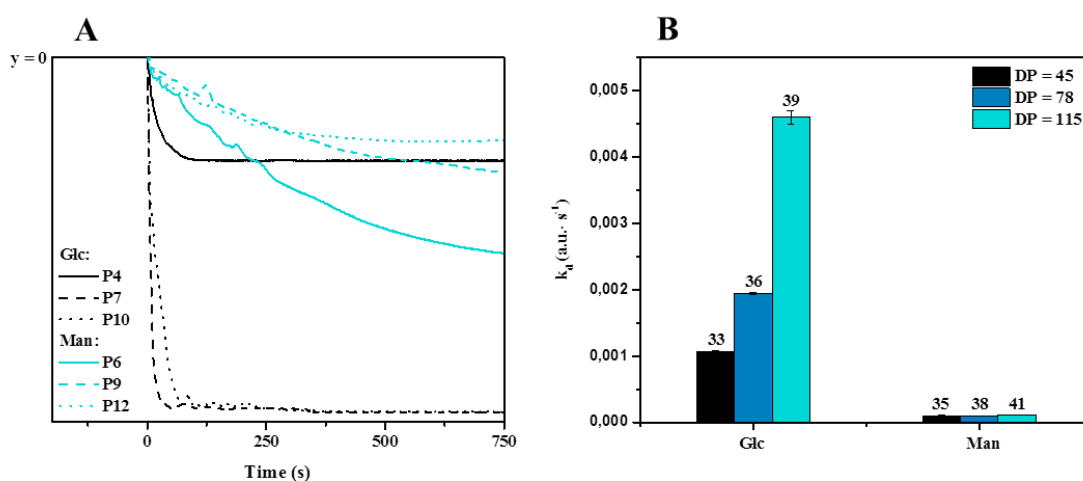 A
y = 0
Glc:
P4
P7
P10
Man:
P6
P9
P12
0
250
500
750
Time (s)
B
DP = 45
DP = 78
DP = 115
k_d (a.u.· s⁻¹)
0,005
0,004
0,003
0,002
0,001
0,000
33
36
39
35
38
41
Glc
Man